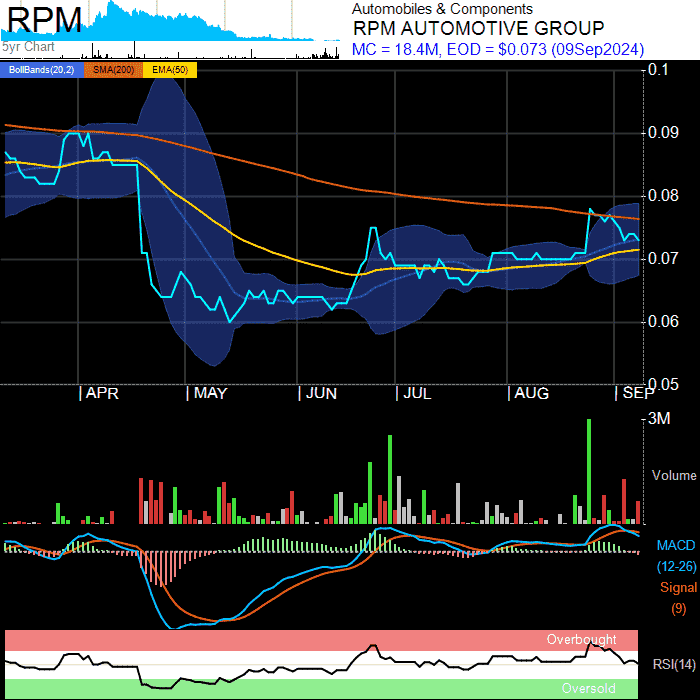 RPM
5yr Chart
Automobiles & Components
RPM AUTOMOTIVE GROUP
MC = 18.4M, EOD = $0.073 (09Sep2024)
BollBands(20,2) SMA(200) EMA(50)
0.1
0.09
0.08
0.07
0.06
0.05
| APR | MAY | JUN | JUL | AUG | SEP
3M
Volume
MACD
(12-26)
Signal
(9)
Overbought
RSI(14)
Oversold